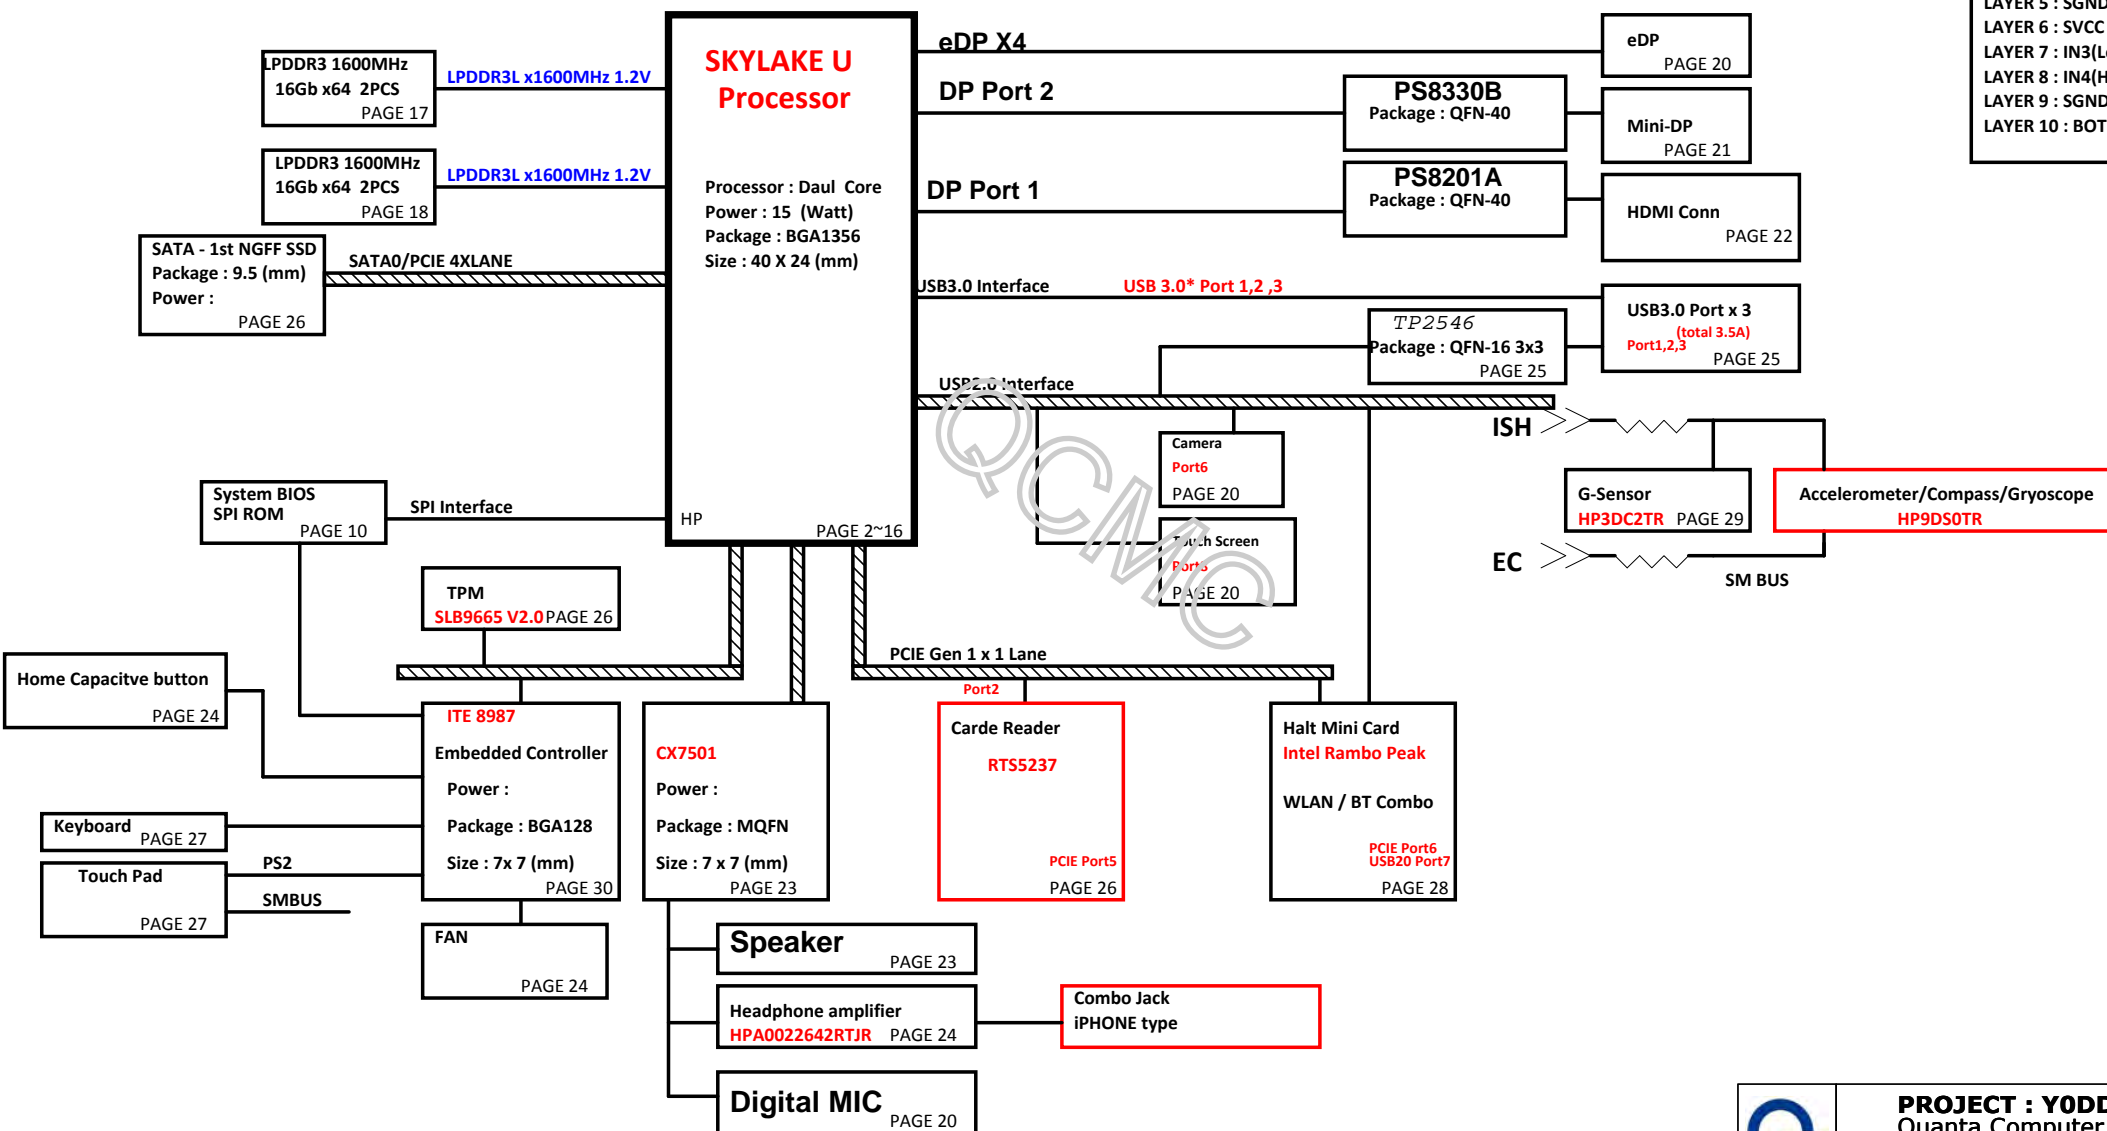 LPDDR3 1600MHz
16Gb x64  2PCS
PAGE 17
LPDDR3L x1600MHz 1.2V
LPDDR3 1600MHz
16Gb x64  2PCS
PAGE 18
LPDDR3L x1600MHz 1.2V
SATA - 1st NGFF SSD
Package : 9.5 (mm)
Power :
PAGE 26
SATA0/PCIE 4XLANE
SKYLAKE U
Processor
Processor : Daul  Core
Power : 15  (Watt)
Package : BGA1356
Size : 40 X 24 (mm)
HP
PAGE 2~16
eDP X4
eDP
PAGE 20
DP Port 2
PS8330B
Package : QFN-40
Mini-DP
PAGE 21
DP Port 1
PS8201A
Package : QFN-40
HDMI Conn
PAGE 22
USB3.0 Interface
USB 3.0* Port 1,2 ,3
USB3.0 Port x 3
(total 3.5A)
Port1,2,3
PAGE 25
TP2546
Package : QFN-16 3x3
PAGE 25
USB2.0 Interface
LAYER 5 : SGND
LAYER 6 : SVCC
LAYER 7 : IN3(L
LAYER 8 : IN4(H
LAYER 9 : SGND
LAYER 10 : BOT
Camera
Port6
PAGE 20
Touch Screen
PAGE 20
QCMC
ISH
G-Sensor
HP3DC2TR PAGE 29
Accelerometer/Compass/Gryoscope
HP9DS0TR
EC
SM BUS
System BIOS
SPI ROM
PAGE 10
SPI Interface
TPM
SLB9665 V2.0 PAGE 26
Home Capacitve button
PAGE 24
PCIE Gen 1 x 1 Lane
Port2
ITE 8987
Embedded Controller
Power :
Package : BGA128
Size : 7x 7 (mm)
PAGE 30
CX7501
Power :
Package : MQFN
Size : 7 x 7 (mm)
PAGE 23
Carde Reader
RTS5237
PCIE Port5
PAGE 26
Halt Mini Card
Intel Rambo Peak
WLAN / BT Combo
PCIE Port6
USB20 Port7
PAGE 28
Keyboard
PAGE 27
Touch Pad
PAGE 27
PS2
SMBUS
FAN
PAGE 24
Speaker
PAGE 23
Headphone amplifier
HPA0022642RTJR PAGE 24
Combo Jack
iPHONE type
Digital MIC
PAGE 20
PROJECT : Y0DD
Quanta Computer